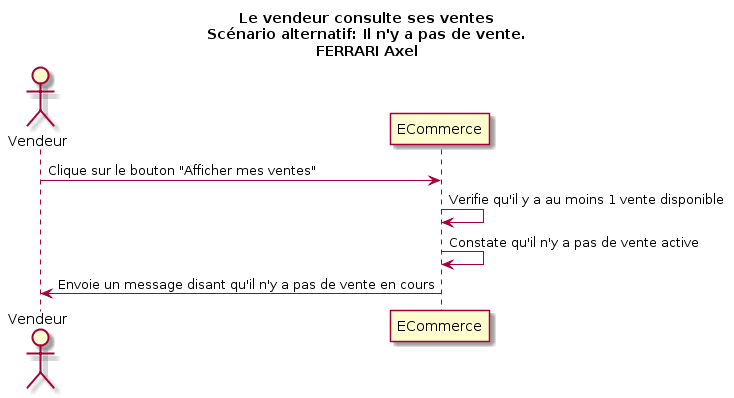 Le vendeur consulte ses ventes
Scénario alternatif: Il n'y a pas de vente.
FERRARI Axel
Vendeur
ECommerce
Clique sur le bouton "Afficher mes ventes"
Verifie qu'il y a au moins 1 vente disponible
Constate qu'il n'y a pas de vente active
Envoie un message disant qu'il n'y a pas de vente en cours
Vendeur
ECommerce